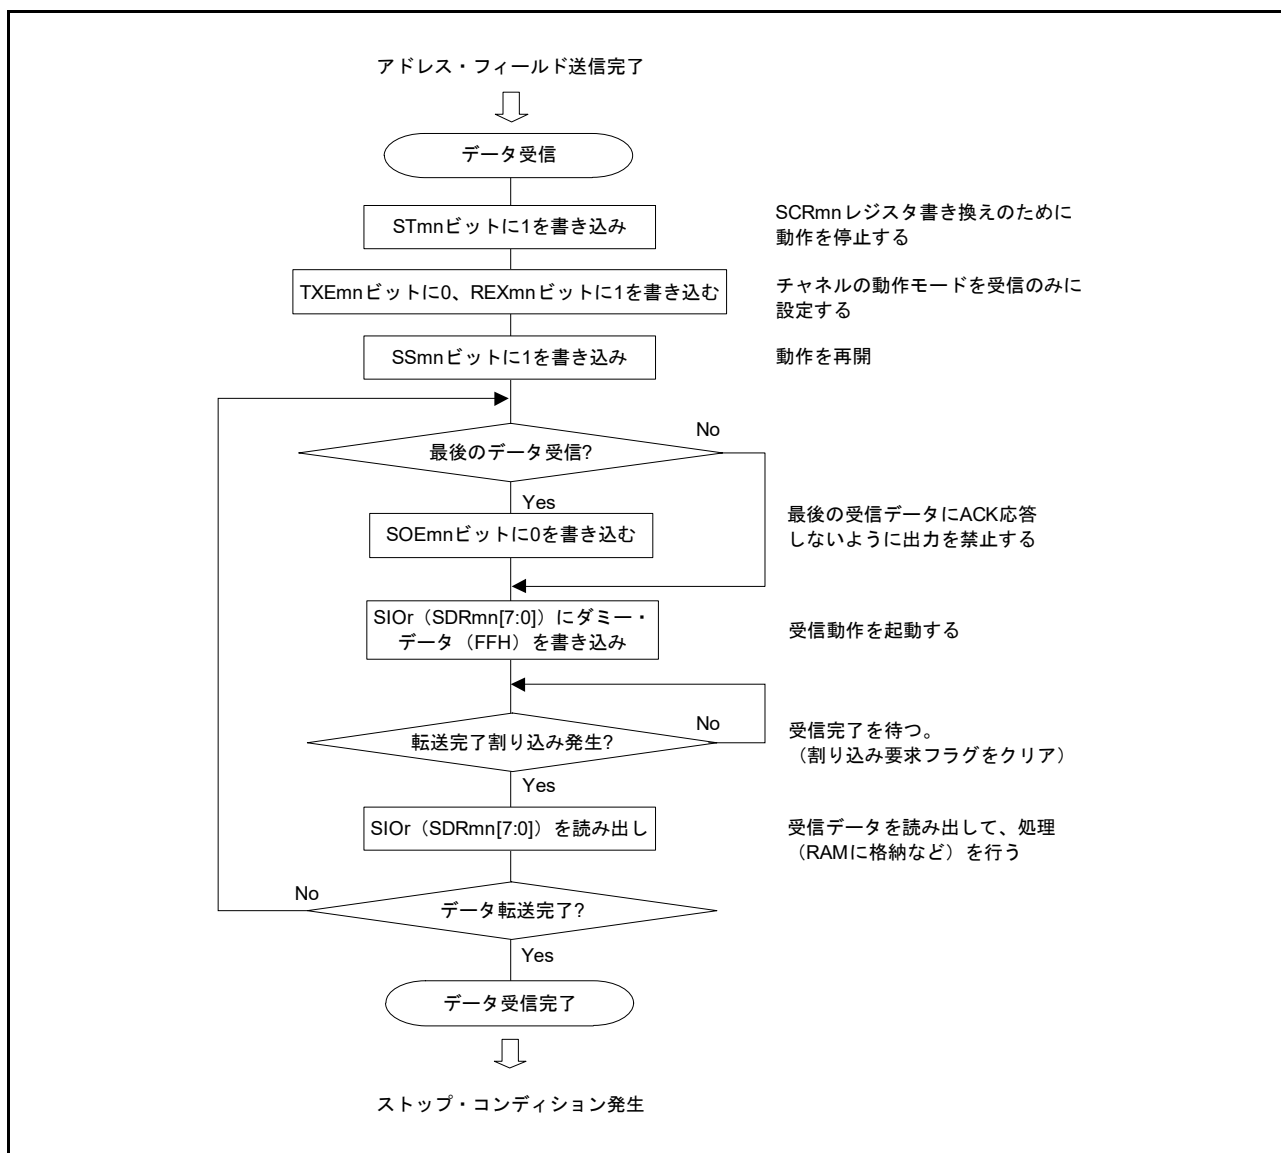 アドレス・フィールド送信完了
データ受信
STmnビットに1を書き込み
SCRmnレジスタ書き換えのために
動作を停止する
TXEmnビットに0、REXmnビットに1を書き込む
チャネルの動作モードを受信のみに
設定する
SSmnビットに1を書き込み
動作を再開
最後のデータ受信?
No
Yes
SOEmnビットに0を書き込む
最後の受信データにACK応答
しないように出力を禁止する
SIOr（SDRmn[7:0]）にダミー・
データ（FFH）を書き込み
受信動作を起動する
転送完了割り込み発生?
No
受信完了を待つ。
（割り込み要求フラグをクリア）
Yes
SIOr（SDRmn[7:0]）を読み出し
受信データを読み出して、処理
（RAMに格納など）を行う
No
データ転送完了?
Yes
データ受信完了
ストップ・コンディション発生